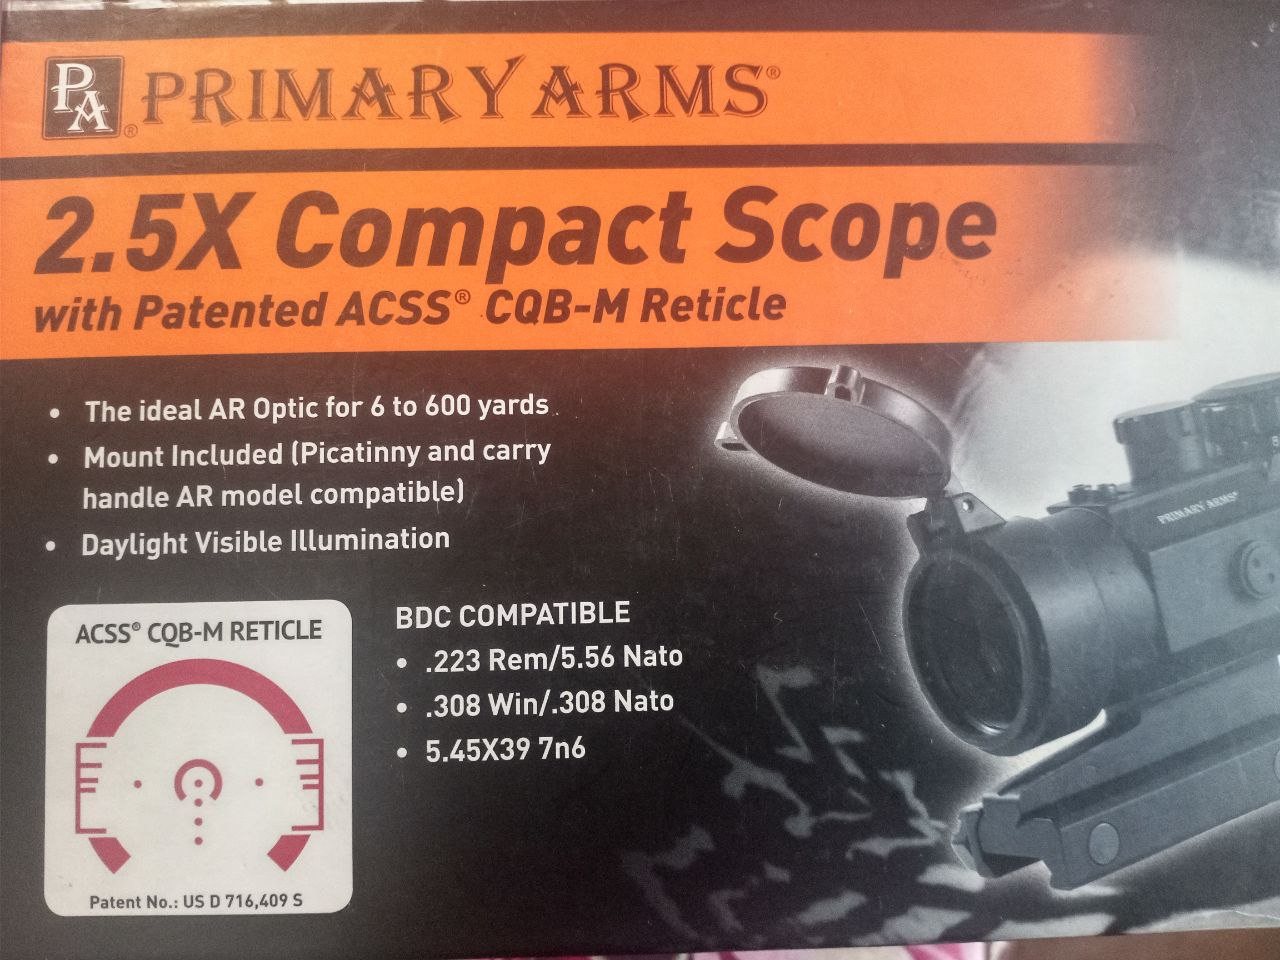 PA® PRIMARY ARMS®
2.5X Compact Scope
with Patented ACSS® CQB-M Reticle
• The ideal AR Optic for 6 to 600 yards
• Mount Included (Picatinny and carry
handle AR model compatible)
• Daylight Visible Illumination
ACSS® CQB-M RETICLE
Patent No.: US D 716,409 S
BDC COMPATIBLE
• .223 Rem/5.56 Nato
• .308 Win/.308 Nato
• 5.45X39 7n6
PRIMARY ARMS®
5